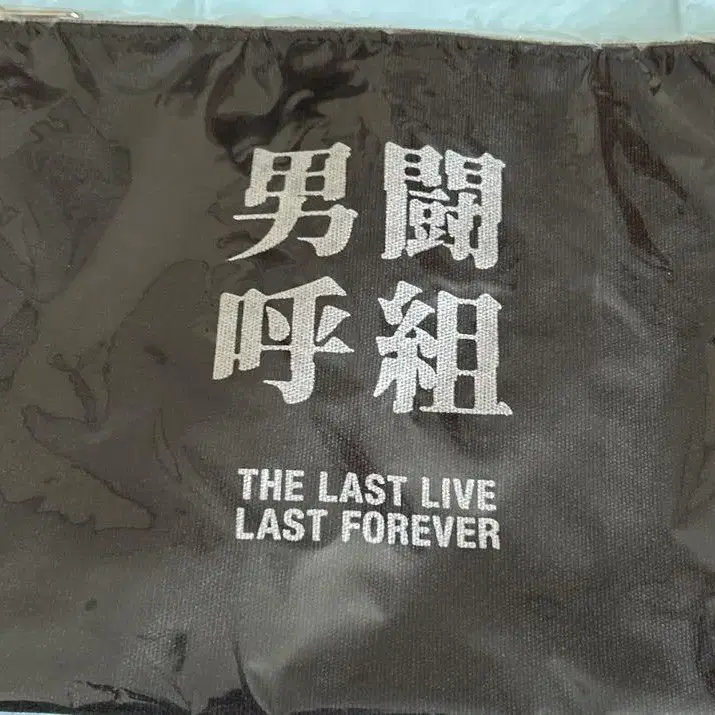 男闘
呼組
THE LAST LIVE
LAST FOREVER